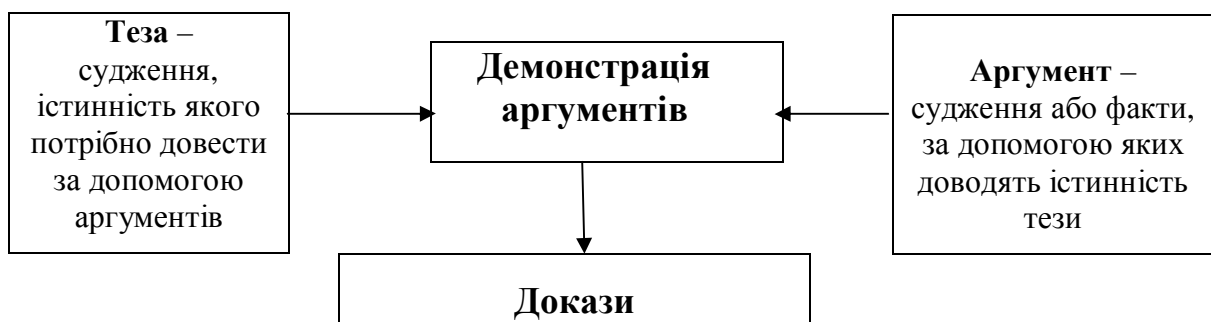 Теза –
судження,
істинність якого
потрібно довести
за допомогою
аргументів
Демонстрація
аргументів
Аргумент –
судження або факти,
за допомогою яких
доводять істинність
тези
Докази